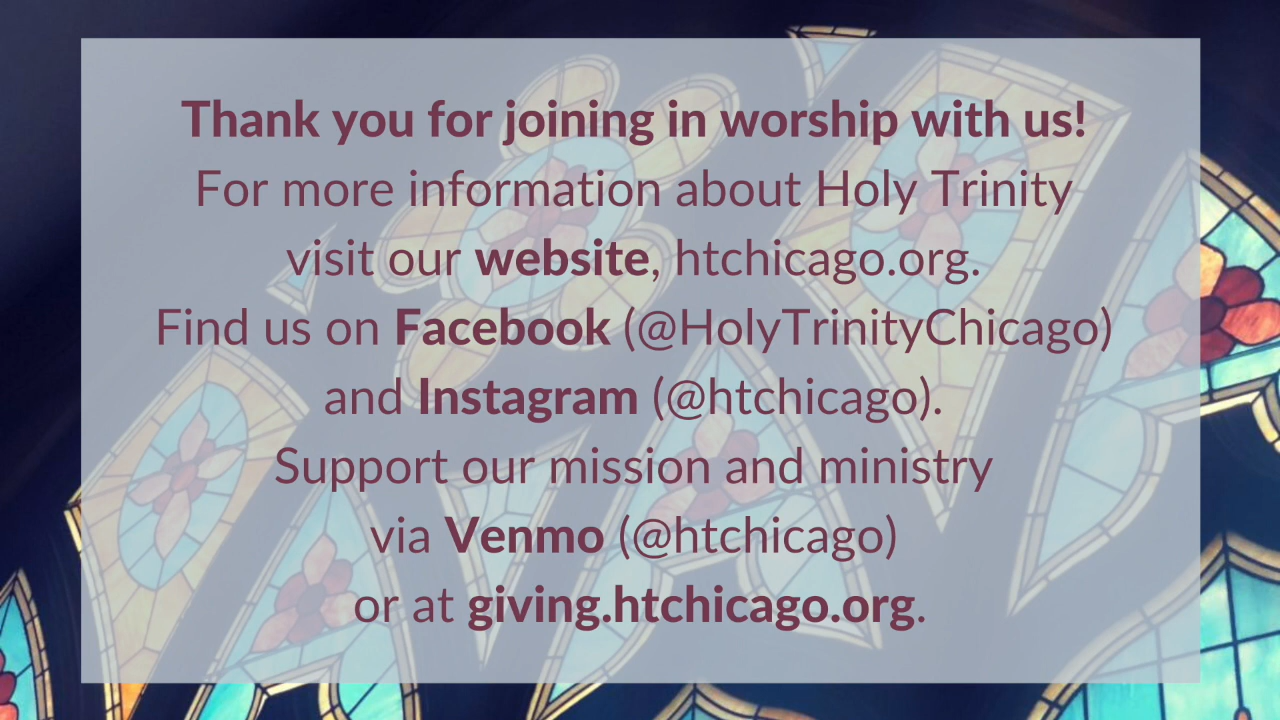 Thank you for joining in worship with us!
For more information about Holy Trinity
visit our website, htchicago.org.
Find us on Facebook (@HolyTrinityChicago)
and Instagram (@htchicago).
Support our mission and ministry
via Venmo (@htchicago)
or at giving.htchicago.org.